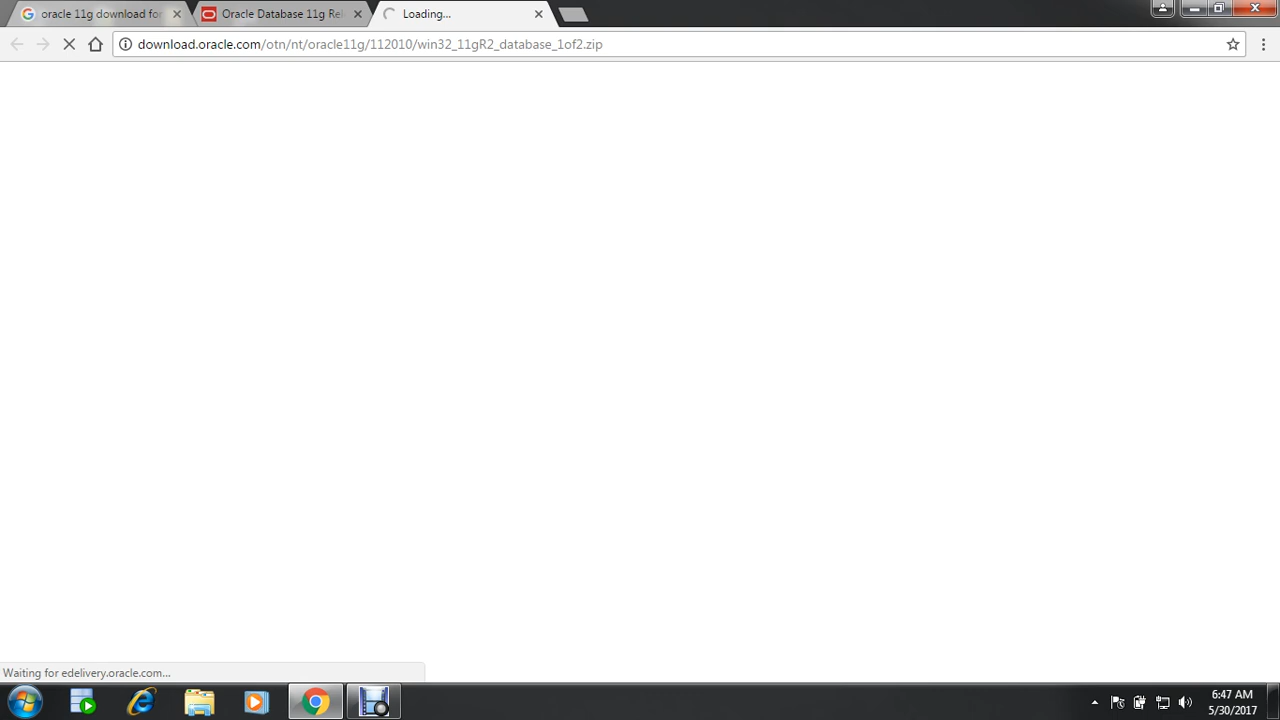 oracle 11g download for
Oracle Database 11g Rel
Loading...
download.oracle.com/otn/nt/oracle11g/112010/win32_11gR2_database_1of2.zip
Waiting for edelivery.oracle.com...
6:47 AM
5/30/2017